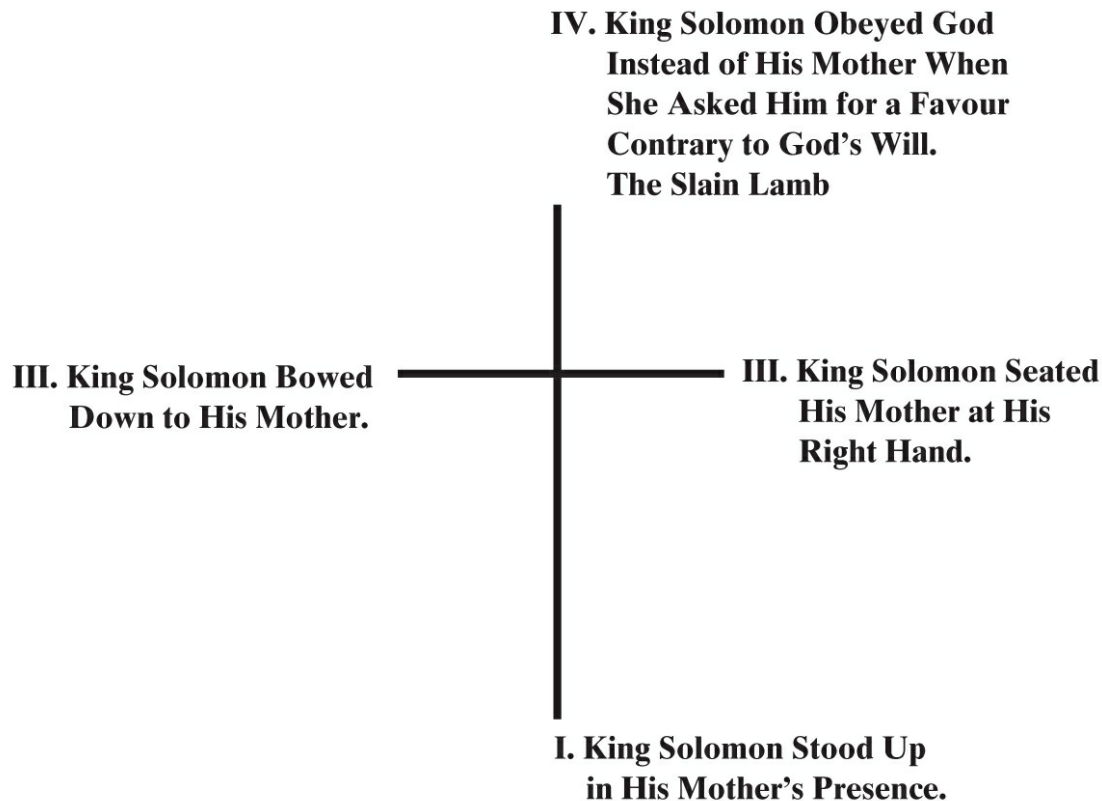 IV. King Solomon Obeyed God
Instead of His Mother When
She Asked Him for a Favour
Contrary to God’s Will.
The Slain Lamb
III. King Solomon Bowed
Down to His Mother.
III. King Solomon Seated
His Mother at His
Right Hand.
I. King Solomon Stood Up
in His Mother’s Presence.